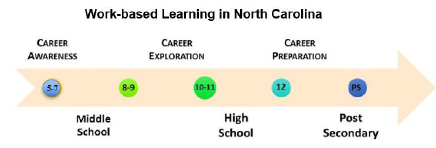 Work-based Learning in North Carolina
CAREER AWARENESS
CAREER EXPLORATION
CAREER PREPARATION
5-7
8-9
10-11
12
PS
Middle School
High School
Post Secondary